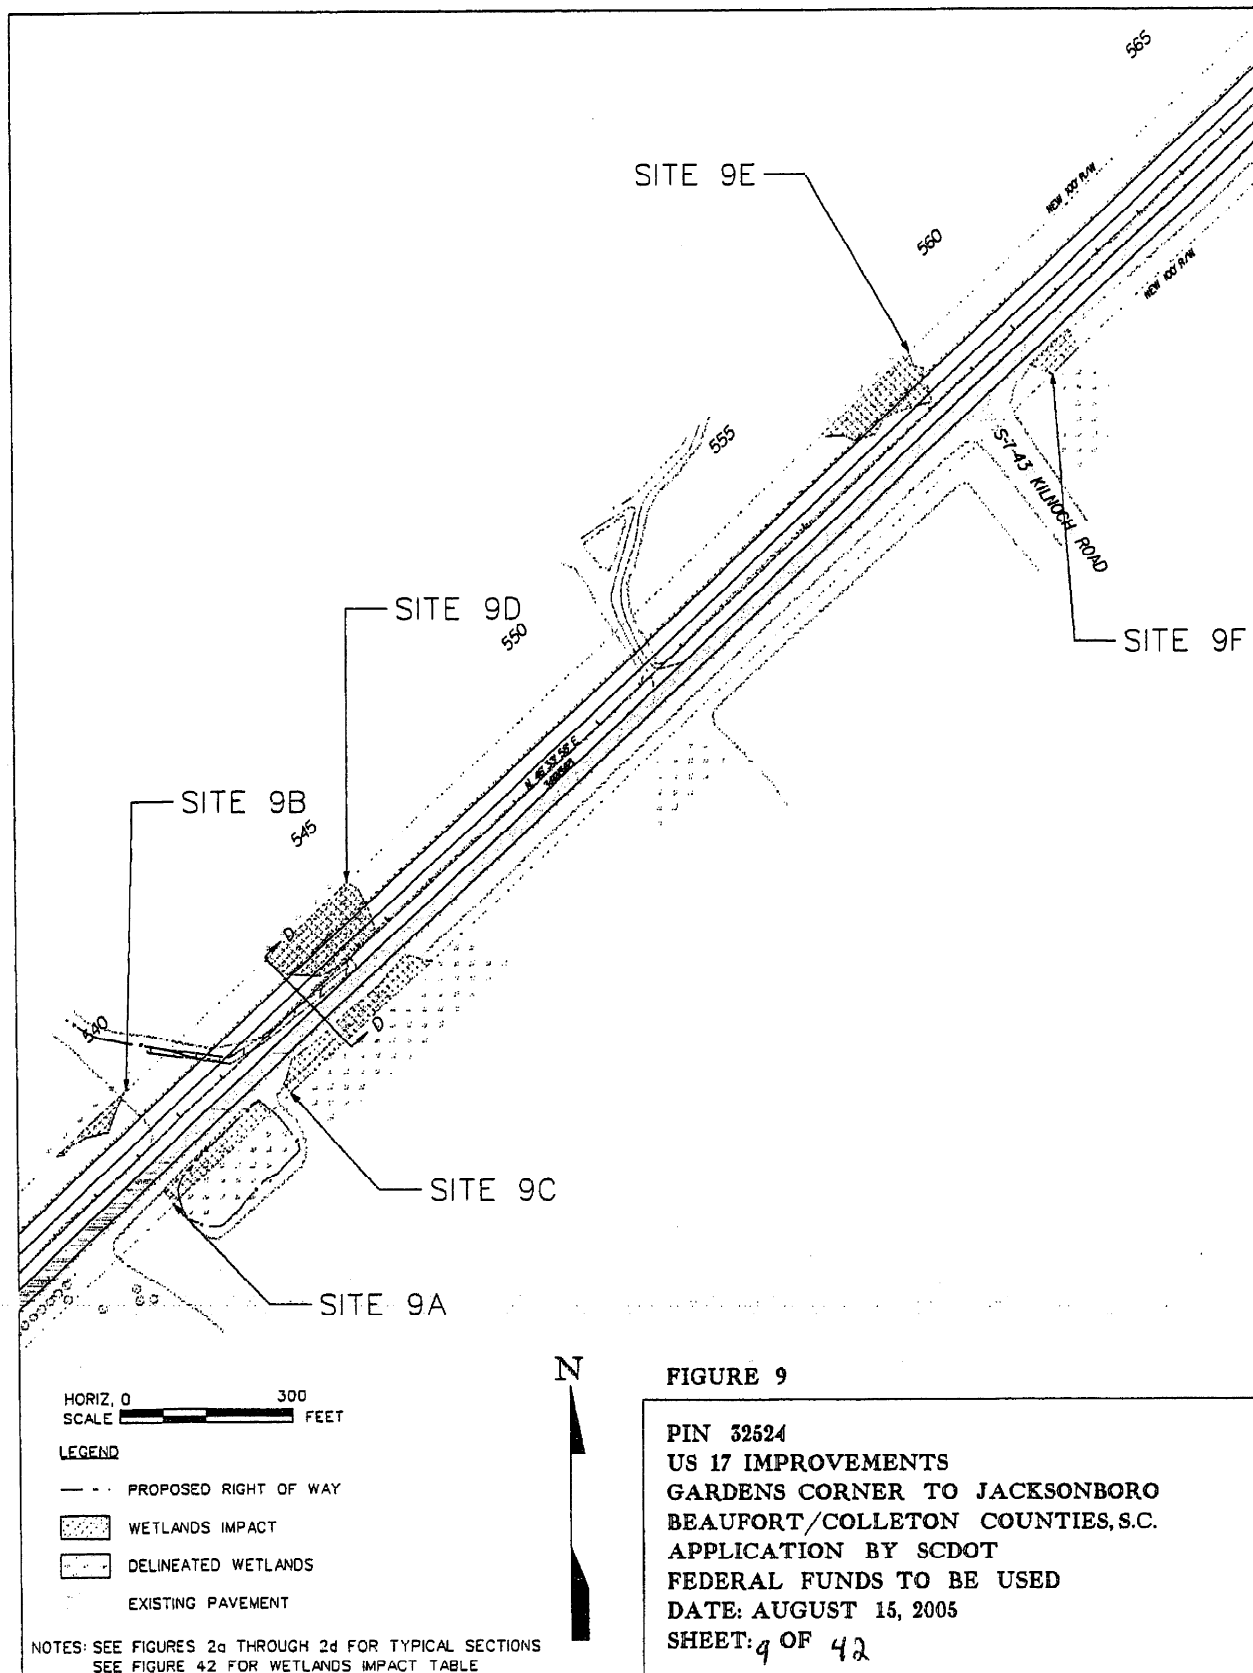 565
SITE 9E
NEW 100' R/W
560
NEW 100' R/W
555
S-7-43 KILNOCH ROAD
SITE 9D
550
SITE 9F
SITE 9B
545
D
D
540
SITE 9C
SITE 9A
N
FIGURE 9
HORIZ. 0 300
SCALE FEET
LEGEND
PROPOSED RIGHT OF WAY
WETLANDS IMPACT
DELINEATED WETLANDS
EXISTING PAVEMENT
NOTES: SEE FIGURES 2a THROUGH 2d FOR TYPICAL SECTIONS
SEE FIGURE 42 FOR WETLANDS IMPACT TABLE
PIN 32524
US 17 IMPROVEMENTS
GARDENS CORNER TO JACKSONBORO
BEAUFORT/COLLETON COUNTIES, S.C.
APPLICATION BY SCDOT
FEDERAL FUNDS TO BE USED
DATE: AUGUST 15, 2005
SHEET: 9 OF 42